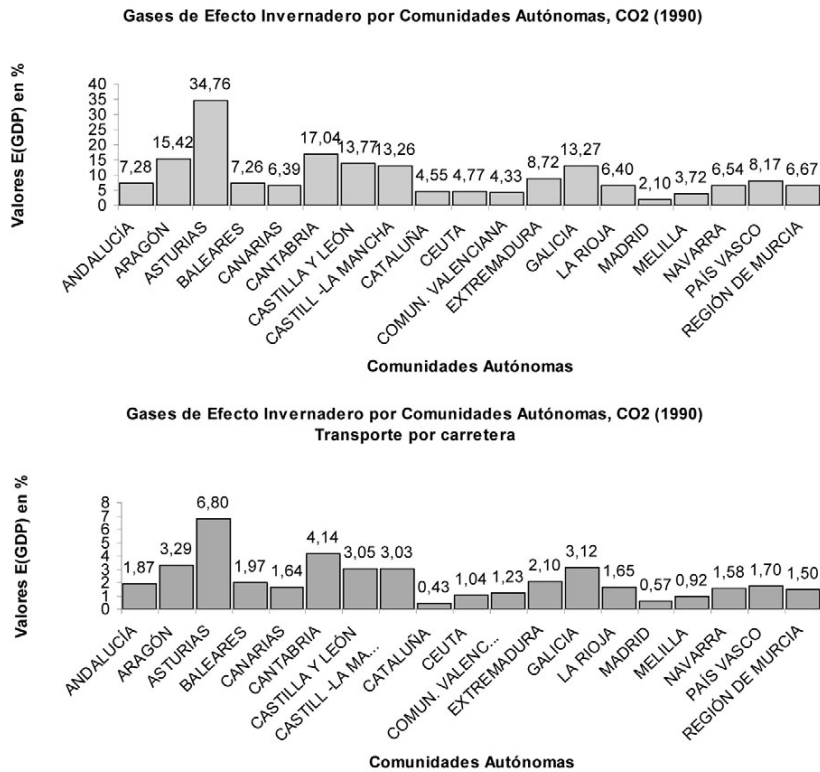 Gases de Efecto Invernadero por Comunidades Autónomas, CO2 (1990)
Valores E(GDP) en %
40
35
30
25
20
15
10
5
0
7,28
15,42
34,76
7,26
6,39
17,04
13,77
13,26
4,55
4,77
4,33
8,72
13,27
6,40
2,10
3,72
6,54
8,17
6,67
ANDALUCÍA
ARAGÓN
ASTURIAS
BALEARES
CANARIAS
CANTABRIA
CASTILLA Y LEÓN
CASTILL -LA MANCHA
CATALUÑA
CEUTA
COMUN. VALENCIANA
EXTREMADURA
GALICIA
LA RIOJA
MADRID
MELILLA
NAVARRA
PAÍS VASCO
REGIÓN DE MURCIA
Comunidades Autónomas
Gases de Efecto Invernadero por Comunidades Autónomas, CO2 (1990)
Transporte por carretera
Valores E(GDP) en %
8
7
6
5
4
3
2
1
0
1,87
3,29
6,80
1,97
1,64
4,14
3,05
3,03
0,43
1,04
1,23
2,10
3,12
1,65
0,57
0,92
1,58
1,70
1,50
ANDALUCÍA
ARAGÓN
ASTURIAS
BALEARES
CANARIAS
CANTABRIA
CASTILLA Y LEÓN
CASTILL -LA MA...
CATALUÑA
CEUTA
COMUN. VALENC...
EXTREMADURA
GALICIA
LA RIOJA
MADRID
MELILLA
NAVARRA
PAÍS VASCO
REGIÓN DE MURCIA
Comunidades Autónomas